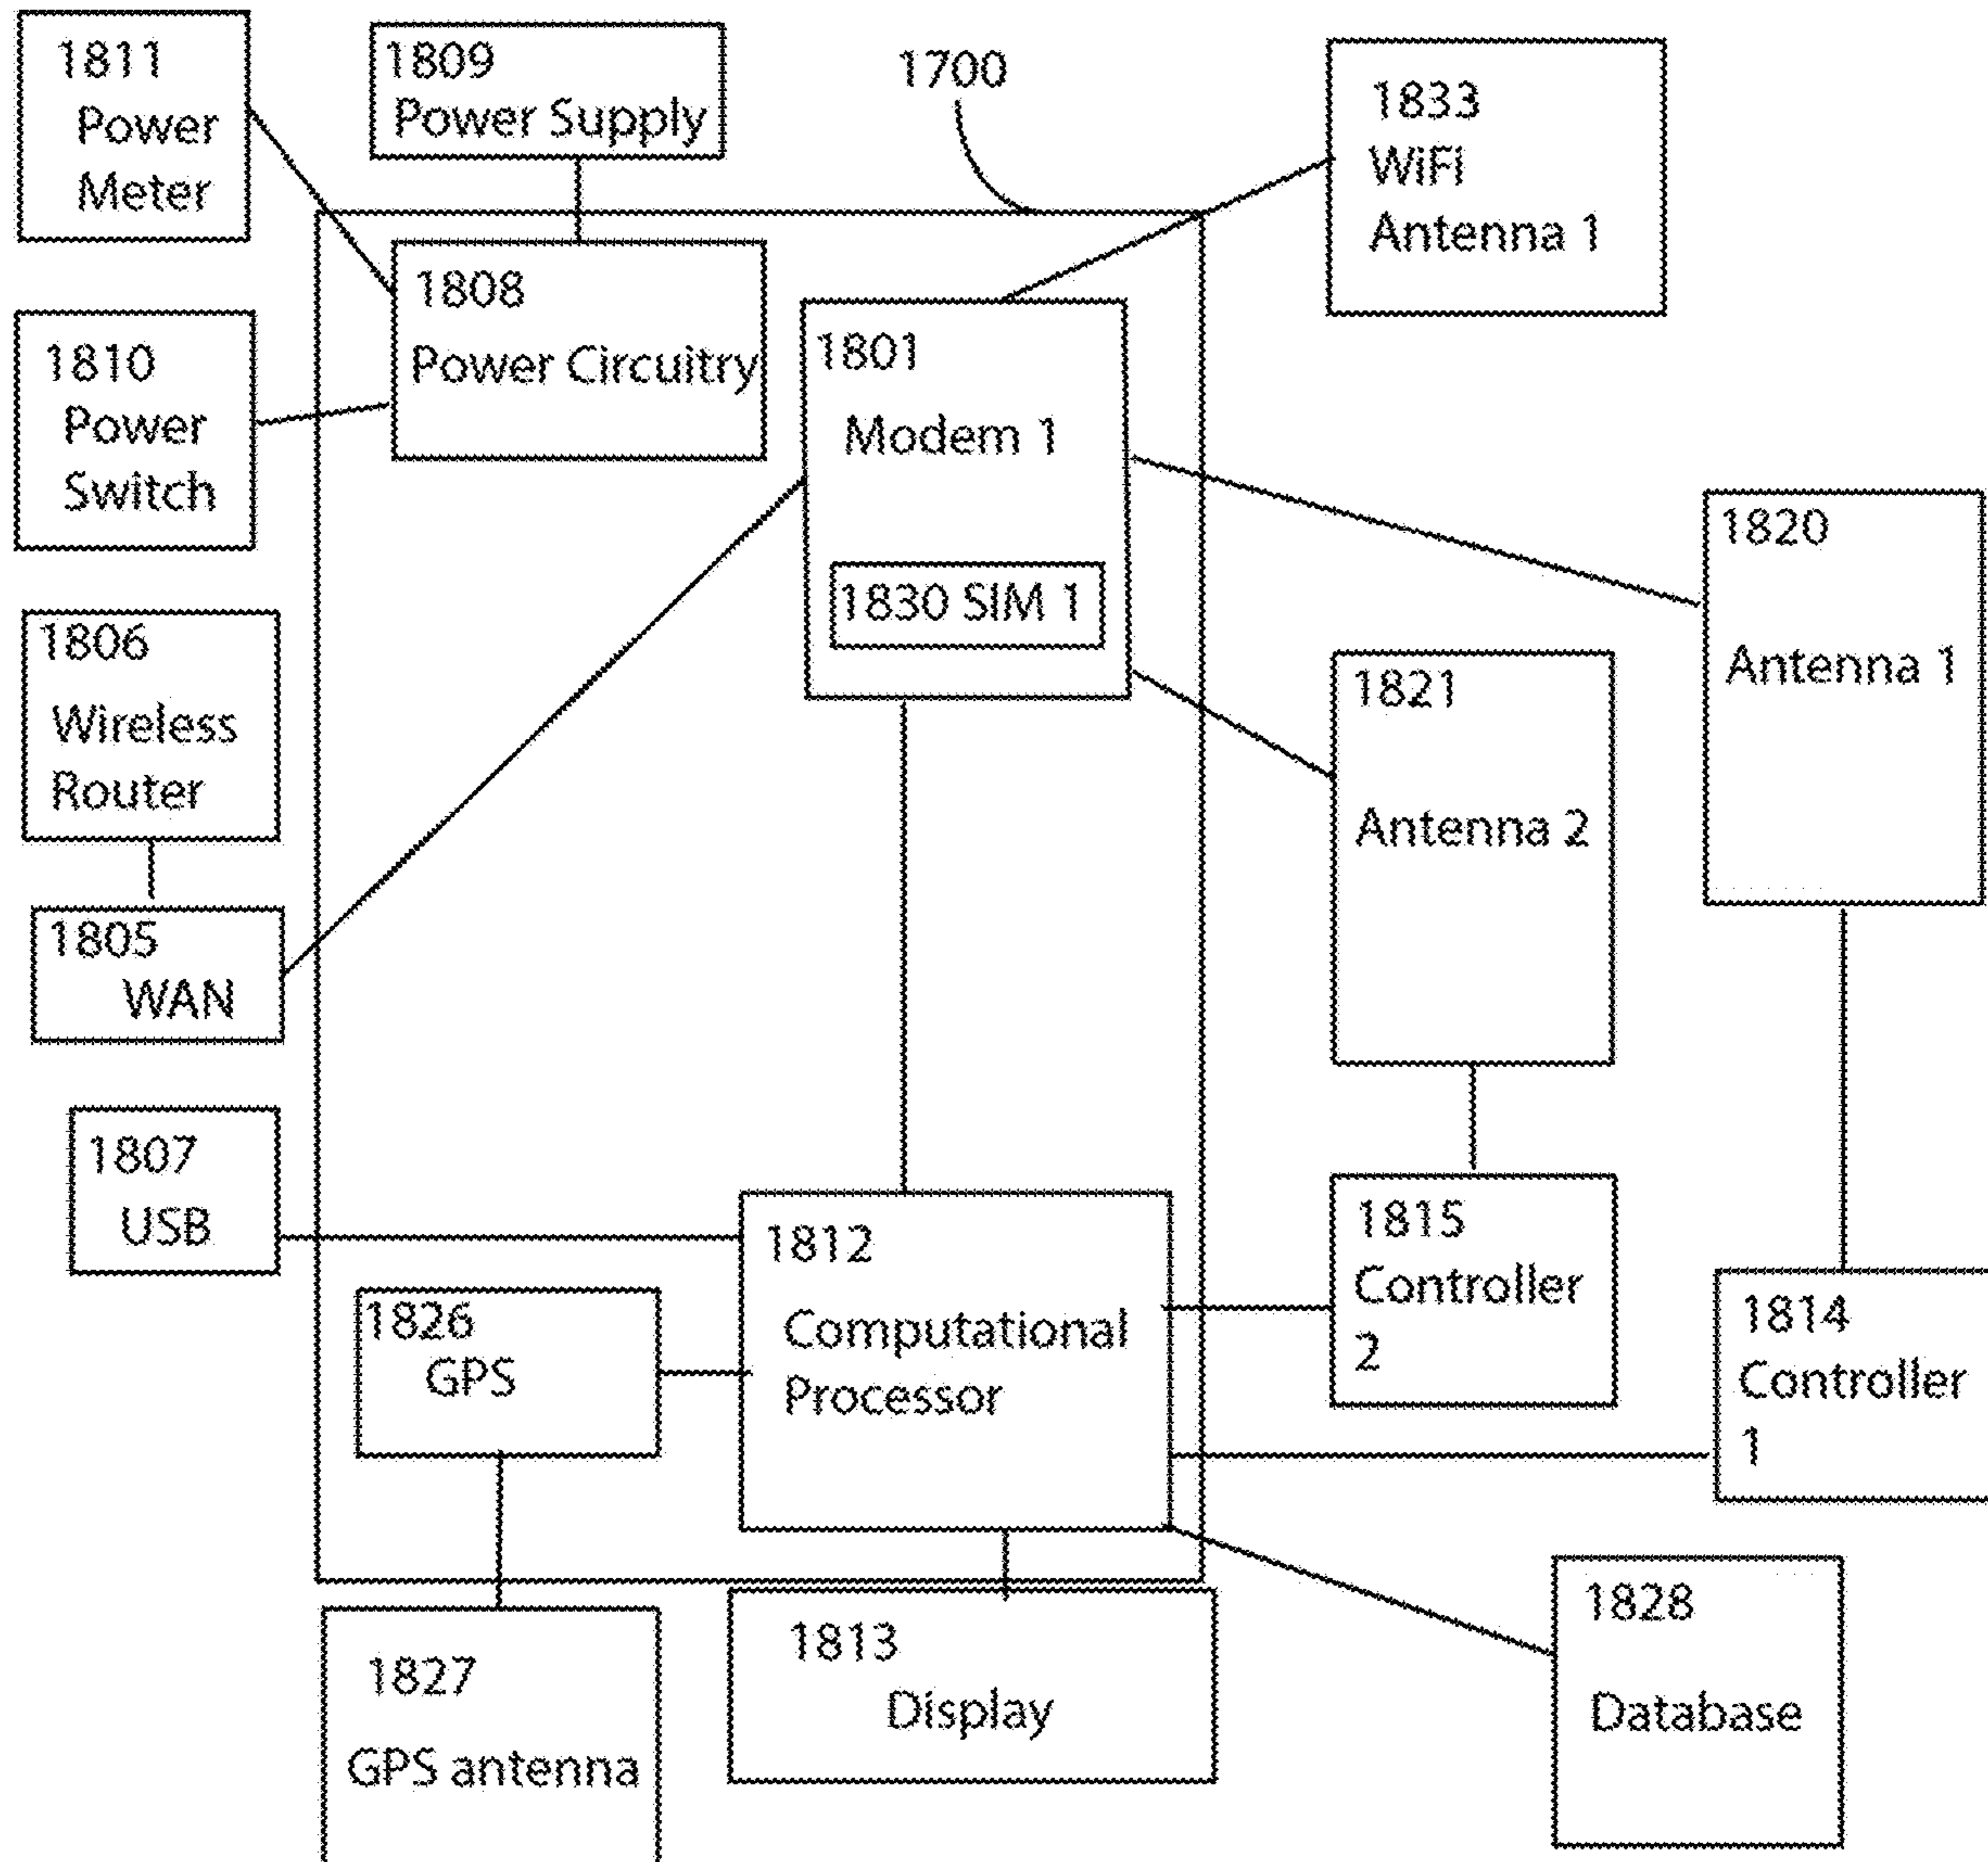 1811
Power
Meter
1809
Power Supply
1700
1833
WiFI
Antenna 1
1808
Power Circuitry
1810
Power
Switch
1801
Modem 1
1830 SIM 1
1820
Antenna 1
1806
Wireless
Router
1821
Antenna 2
1805
WAN
1807
USB
1812
Computational
Processor
1815
Controller
2
1814
Controller
1
1826
GPS
1827
GPS antenna
1813
Display
1828
Database